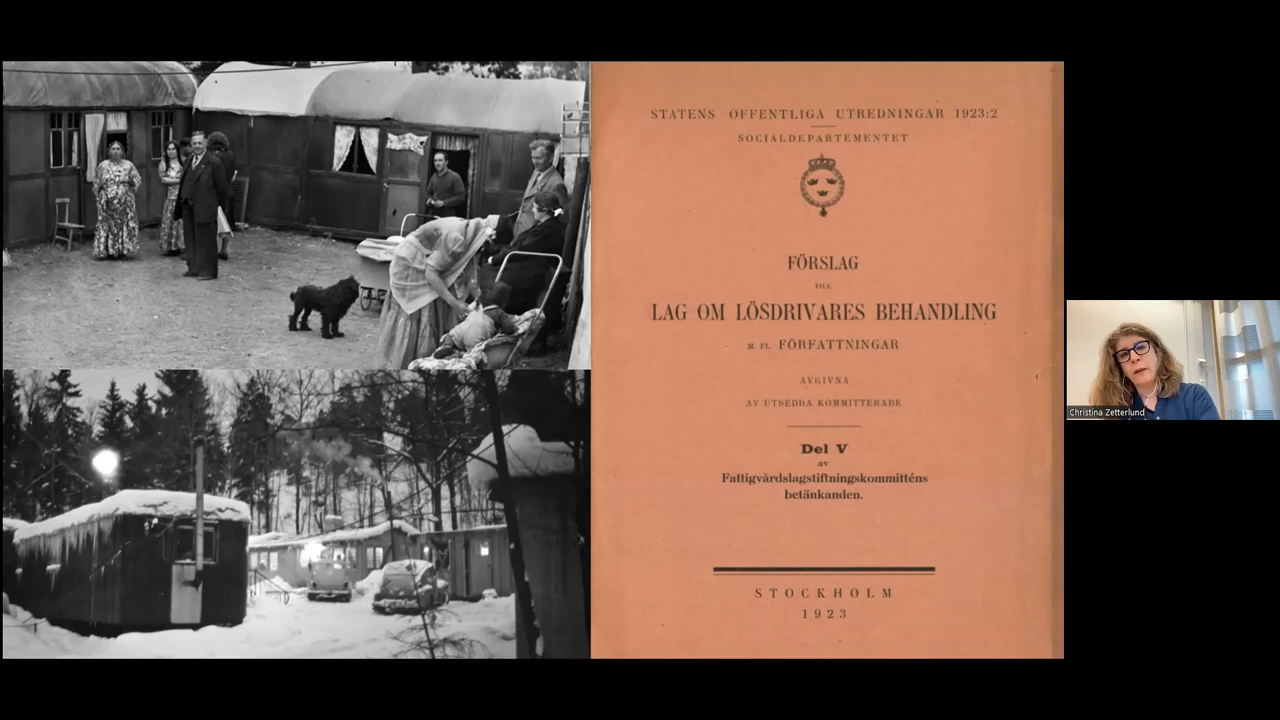 STATENS OFFENTLIGA UTREDNINGAR 1923:2
SOCIALDEPARTEMENTET
FÖRSLAG
TILL
LAG OM LÖSDRIVARES BEHANDLING
M. FL. FÖRFATTNINGAR
AVGIVNA
AV UTSEDDA KOMMITTERADE
Del V
av
Fattigvårdslagstiftningskommitténs
betänkanden.
STOCKHOLM
1923
Christina Zetterlund